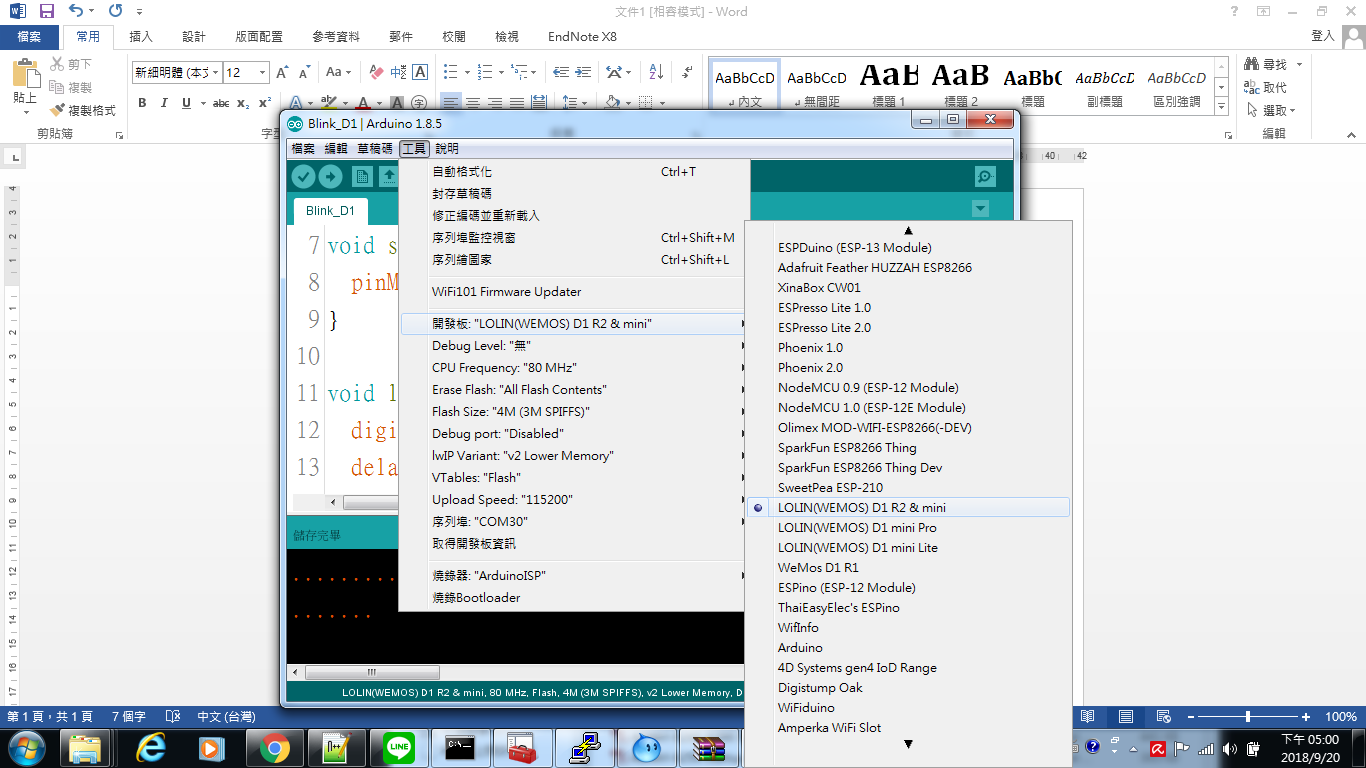 文件1 [相容模式] - Word
檔案 常用 插入 設計 版面配置 參考資料 郵件 校閱 檢視 EndNote X8 登入
貼上
剪下
複製
複製格式
剪貼簿
新細明體 (本文 12
AaBbCcD AaBbCcD AaBb AaBb AaBbC AaBbCcD AaBbCcD
內文 無間距 標題 1 標題 2 標題 副標題 區別強調
尋找
取代
選取
編輯
Blink_D1 | Arduino 1.8.5
檔案 編輯 草稿碼 工具 說明
Blink_D1
7 void s
8 pinM
9 }
10
11 void l
12 digi
13 dela
儲存完畢
LOLIN(WEMOS) D1 R2 & mini, 80 MHz, Flash, 4M (3M SPIFFS), v2 Lower Memory, D
自動格式化 Ctrl+T
封存草稿碼
修正編碼並重新載入
序列埠監控視窗 Ctrl+Shift+M
序列繪圖家 Ctrl+Shift+L
WiFi101 Firmware Updater
開發板: "LOLIN(WEMOS) D1 R2 & mini"
Debug Level: "無"
CPU Frequency: "80 MHz"
Erase Flash: "All Flash Contents"
Flash Size: "4M (3M SPIFFS)"
Debug port: "Disabled"
lwIP Variant: "v2 Lower Memory"
VTables: "Flash"
Upload Speed: "115200"
序列埠: "COM30"
取得開發板資訊
燒錄器: "ArduinoISP"
燒錄Bootloader
ESPDuino (ESP-13 Module)
Adafruit Feather HUZZAH ESP8266
XinaBox CW01
ESPresso Lite 1.0
ESPresso Lite 2.0
Phoenix 1.0
Phoenix 2.0
NodeMCU 0.9 (ESP-12 Module)
NodeMCU 1.0 (ESP-12E Module)
Olimex MOD-WIFI-ESP8266(-DEV)
SparkFun ESP8266 Thing
SparkFun ESP8266 Thing Dev
SweetPea ESP-210
LOLIN(WEMOS) D1 R2 & mini
LOLIN(WEMOS) D1 mini Pro
LOLIN(WEMOS) D1 mini Lite
WeMos D1 R1
ESPino (ESP-12 Module)
ThaiEasyElec's ESPino
WifInfo
Arduino
4D Systems gen4 IoD Range
Digistump Oak
WiFiduino
Amperka WiFi Slot
第 1 頁，共 1 頁 7 個字 中文 (台灣) 100%
下午 05:00
2018/9/20